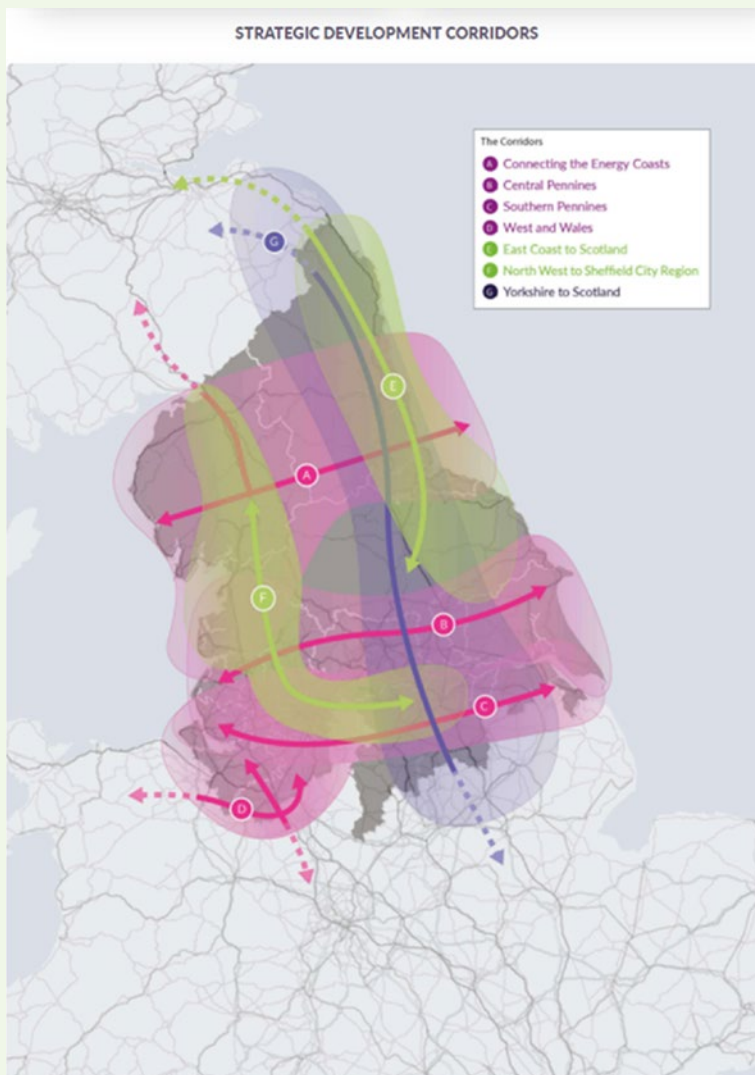 STRATEGIC DEVELOPMENT CORRIDORS
The Corridors
A Connecting the Energy Coasts
B Central Pennines
C Southern Pennines
D West and Wales
E East Coast to Scotland
F North West to Sheffield City Region
G Yorkshire to Scotland
G
E
A
F
B
C
D